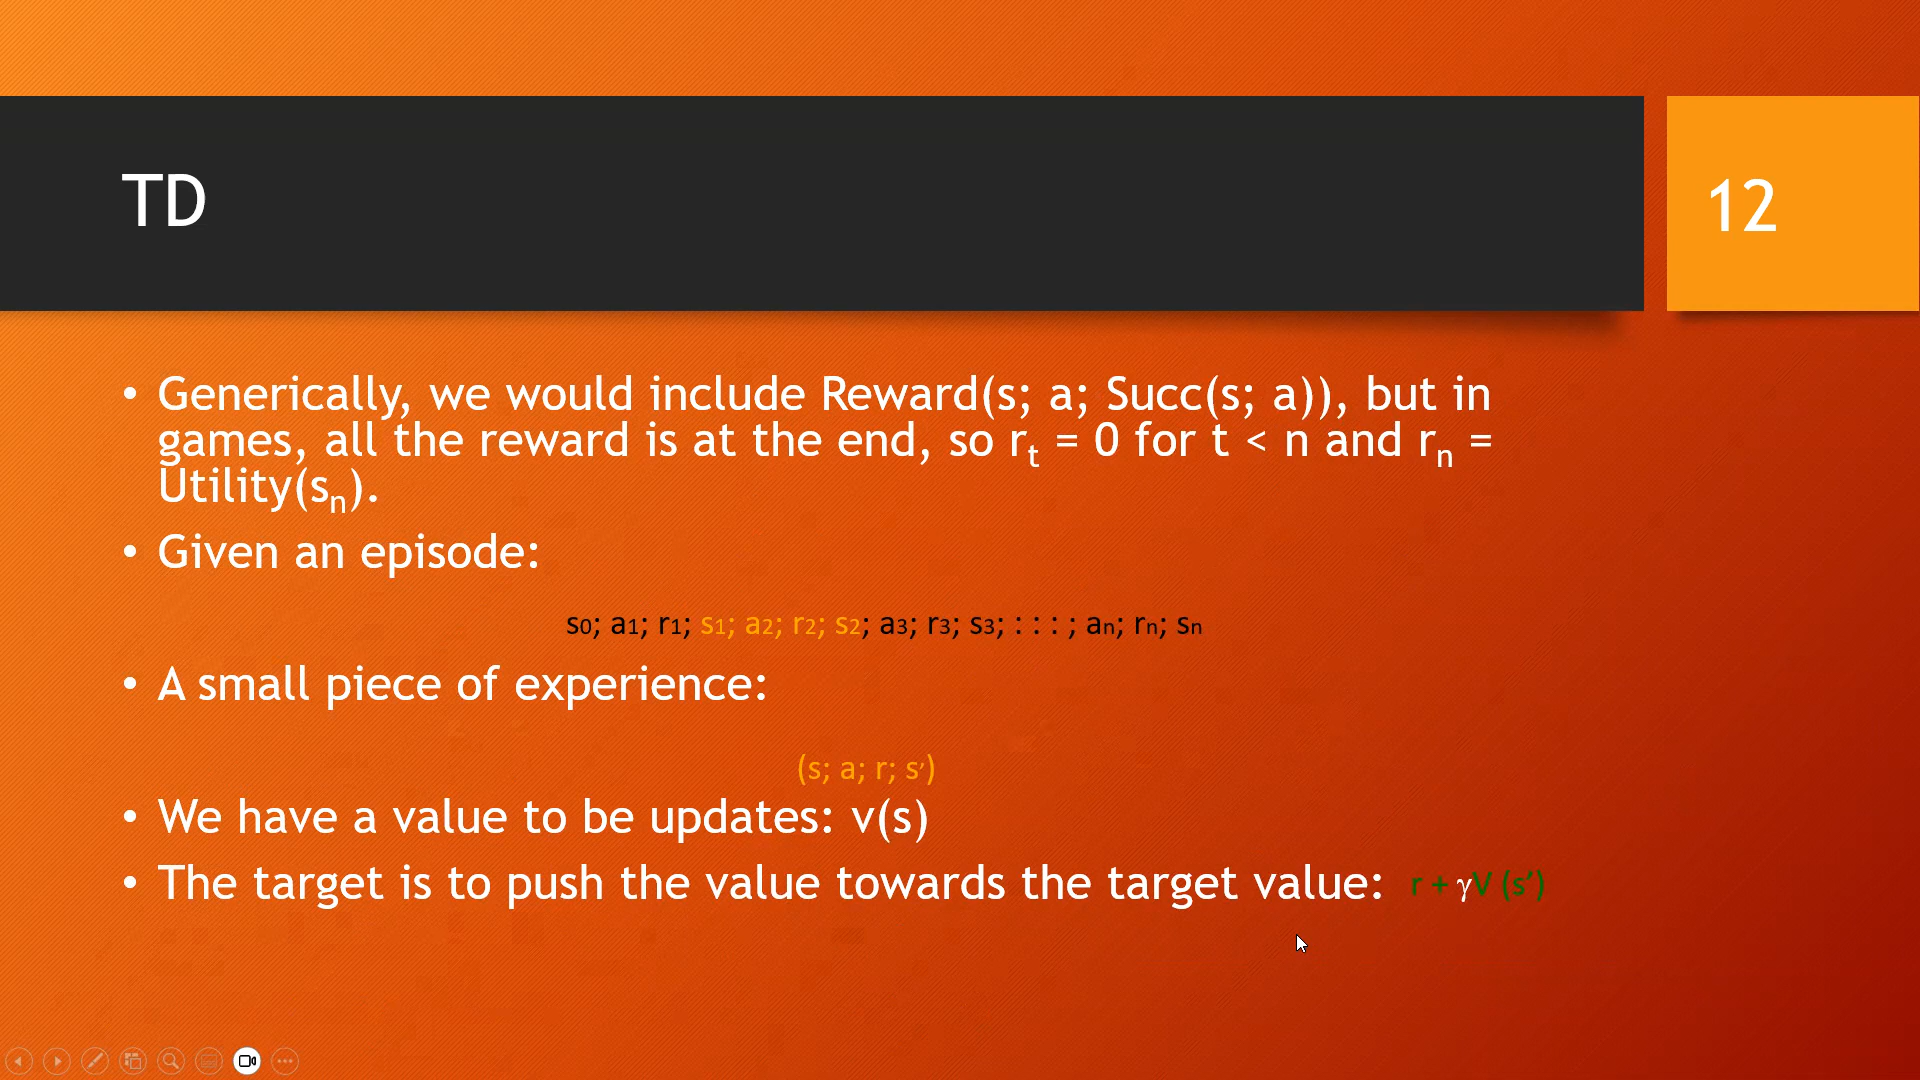 TD
12
• Generically, we would include Reward(s; a; Succ(s; a)), but in
games, all the reward is at the end, so rₜ = 0 for t < n and rₙ =
Utility(sₙ).
• Given an episode:
s0; a1; r1; s1; a2; r2; s2; a3; r3; s3; : : : ; an; rn; sn
• A small piece of experience:
(s; a; r; s′)
• We have a value to be updates: v(s)
• The target is to push the value towards the target value: r + γV (s’)